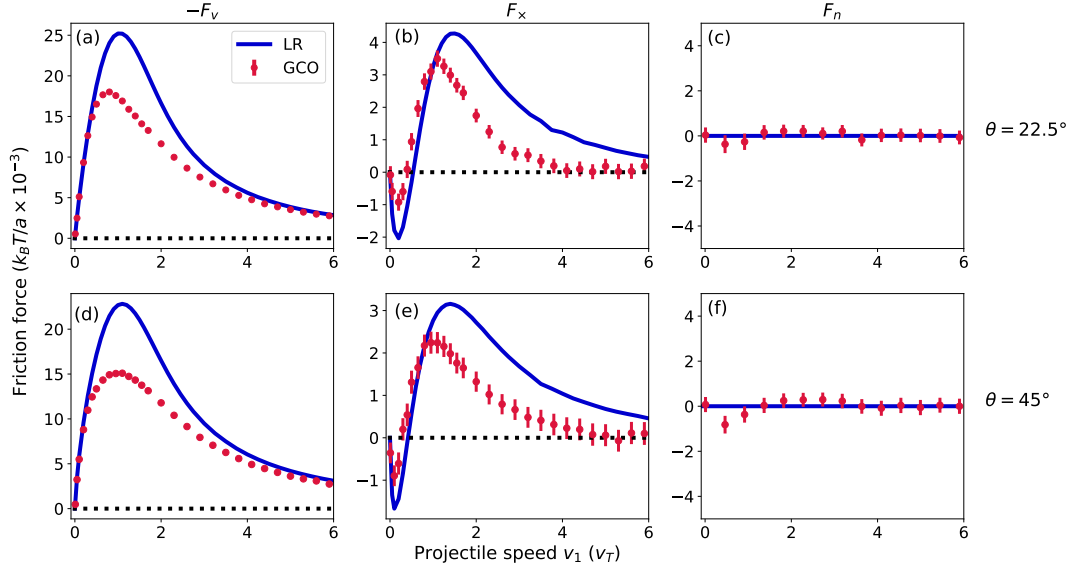 −F_v F_× F_n
(a) (b) (c)
LR
GCO
25
20
15
10
5
0
4
3
2
1
0
−1
−2
4
2
0
−2
−4
θ = 22.5°
0 2 4 6
0 2 4 6
0 2 4 6
Friction force (k_BT/a × 10⁻³)
(d) (e) (f)
20
15
10
5
0
3
2
1
0
−1
4
2
0
−2
−4
θ = 45°
0 2 4 6
0 2 4 6
0 2 4 6
Projectile speed v₁ (v_T)